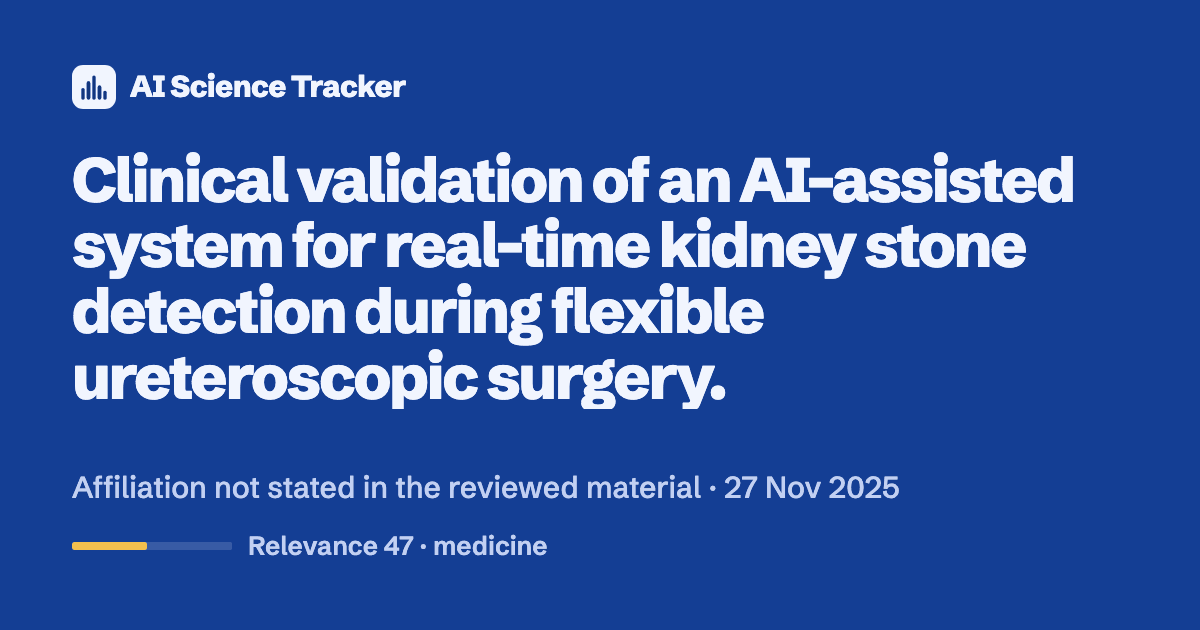 AI Science Tracker
Clinical validation of an AI-assisted
system for real-time kidney stone
detection during flexible
ureteroscopic surgery.
Affiliation not stated in the reviewed material · 27 Nov 2025
Relevance 47 · medicine